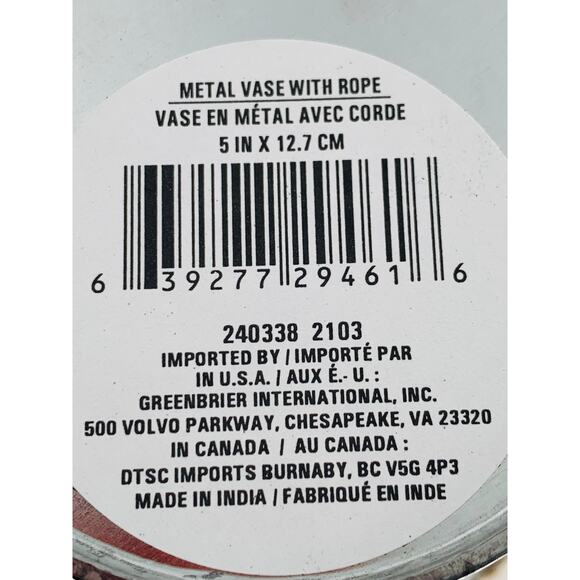 METAL VASE WITH ROPE
VASE EN MÉTAL AVEC CORDE
5 IN X 12.7 CM
6 39277 29461 6
240338 2103
IMPORTED BY / IMPORTÉ PAR
IN U.S.A. / AUX É.- U. :
GREENBRIER INTERNATIONAL, INC.
500 VOLVO PARKWAY, CHESAPEAKE, VA 23320
IN CANADA / AU CANADA :
DTSC IMPORTS BURNABY, BC V5G 4P3
MADE IN INDIA / FABRIQUÉ EN INDE